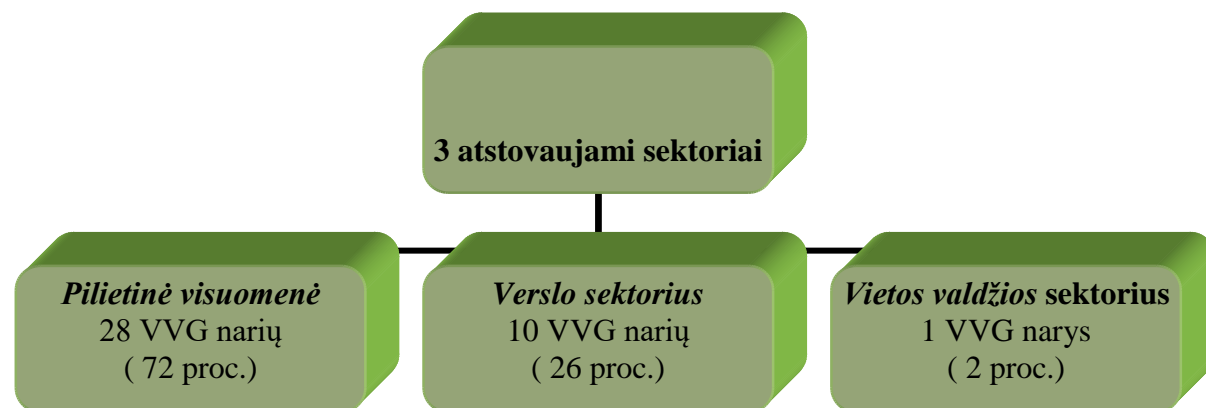 3 atstovaujami sektoriai
Pilietinė visuomenė
28 VVG narių
( 72 proc.)
Verslo sektorius
10 VVG narių
( 26 proc.)
Vietos valdžios sektorius
1 VVG narys
( 2 proc.)